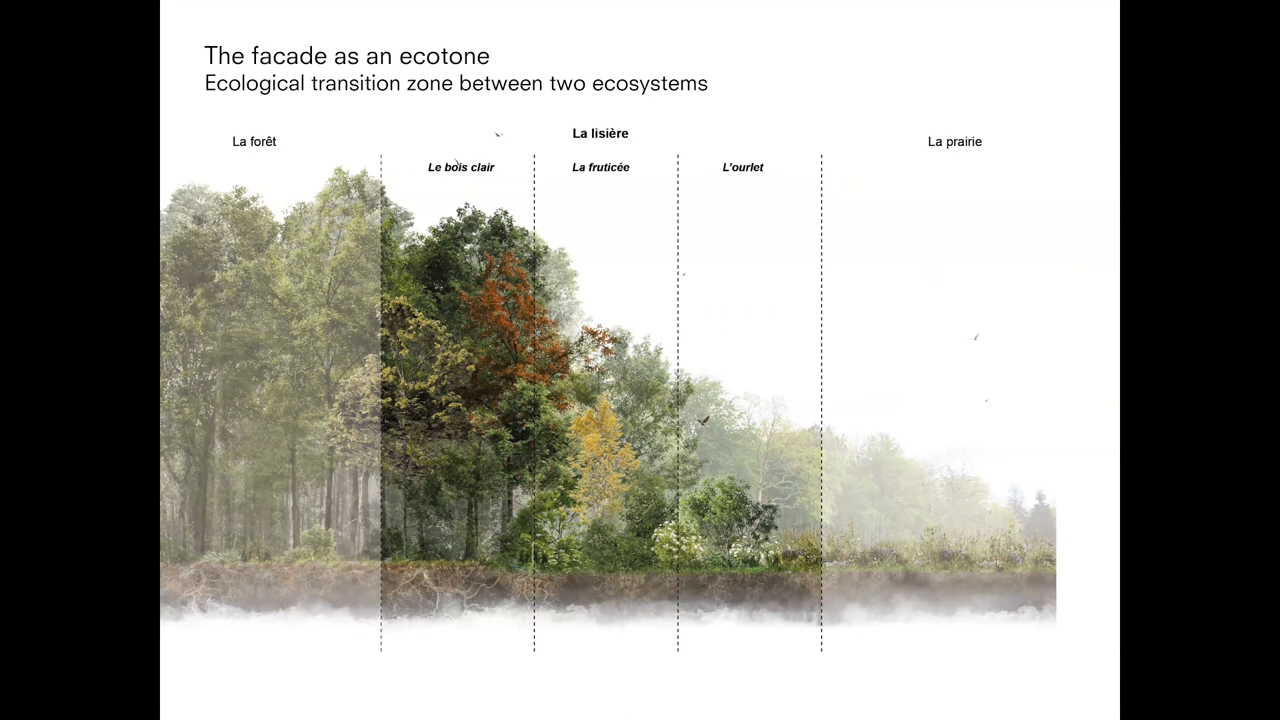 The facade as an ecotone
Ecological transition zone between two ecosystems
La forêt
La lisière
La prairie
Le bois clair
La fruticée
L'ourlet